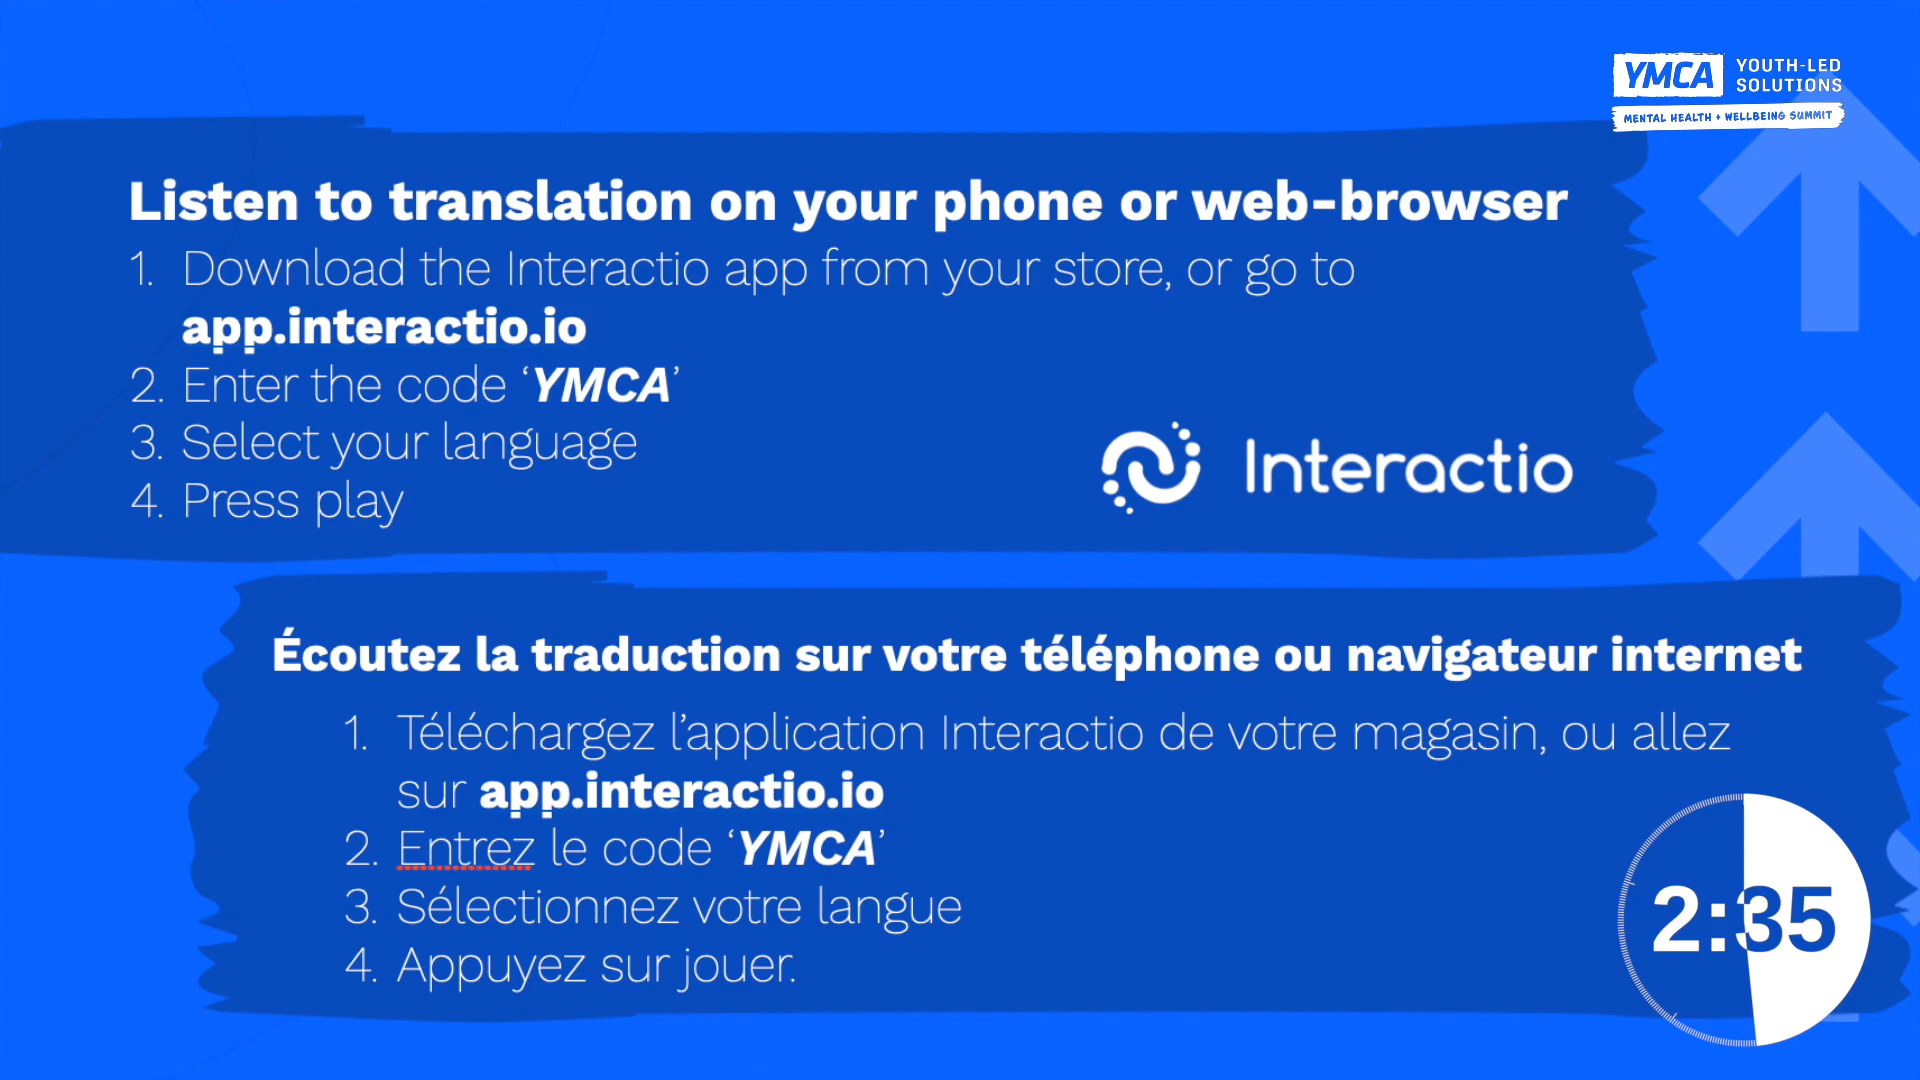 YMCA YOUTH-LED
SOLUTIONS
MENTAL HEALTH + WELLBEING SUMMIT
Listen to translation on your phone or web-browser
1. Download the Interactio app from your store, or go to
app.interactio.io
2. Enter the code ‘YMCA’
3. Select your language
4. Press play
Interactio
Écoutez la traduction sur votre téléphone ou navigateur internet
1. Téléchargez l’application Interactio de votre magasin, ou allez
sur app.interactio.io
2. Entrez le code ‘YMCA’
3. Sélectionnez votre langue
4. Appuyez sur jouer.
2:35